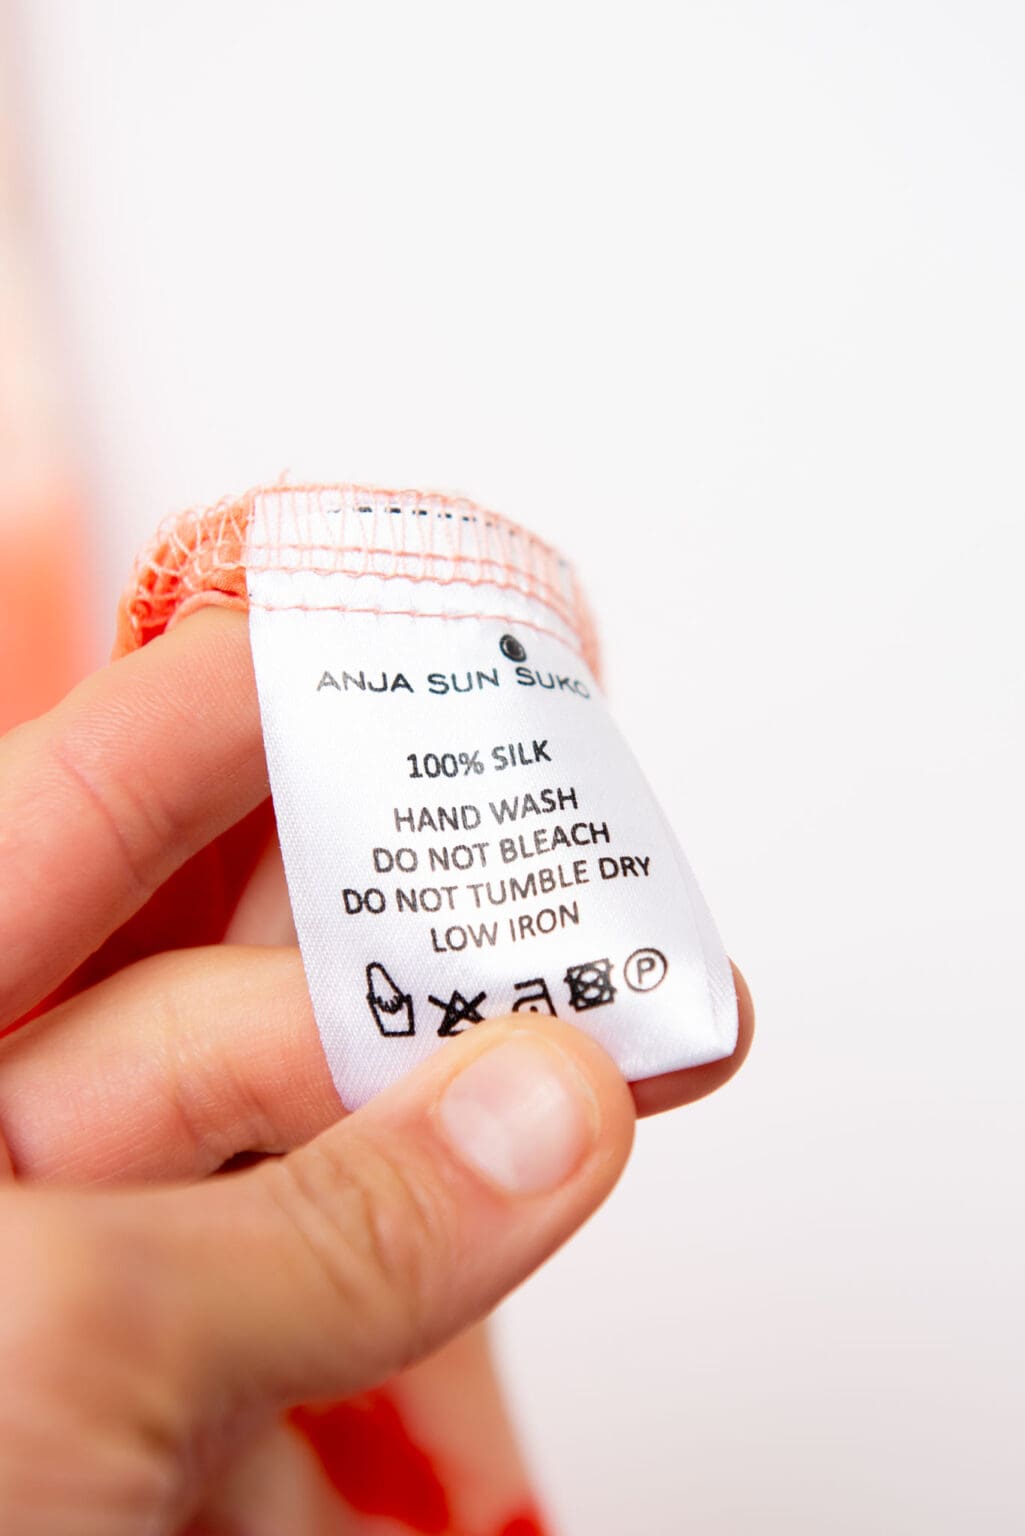 ANJA SUN SUKO
100% SILK
HAND WASH
DO NOT BLEACH
DO NOT TUMBLE DRY
LOW IRON
P